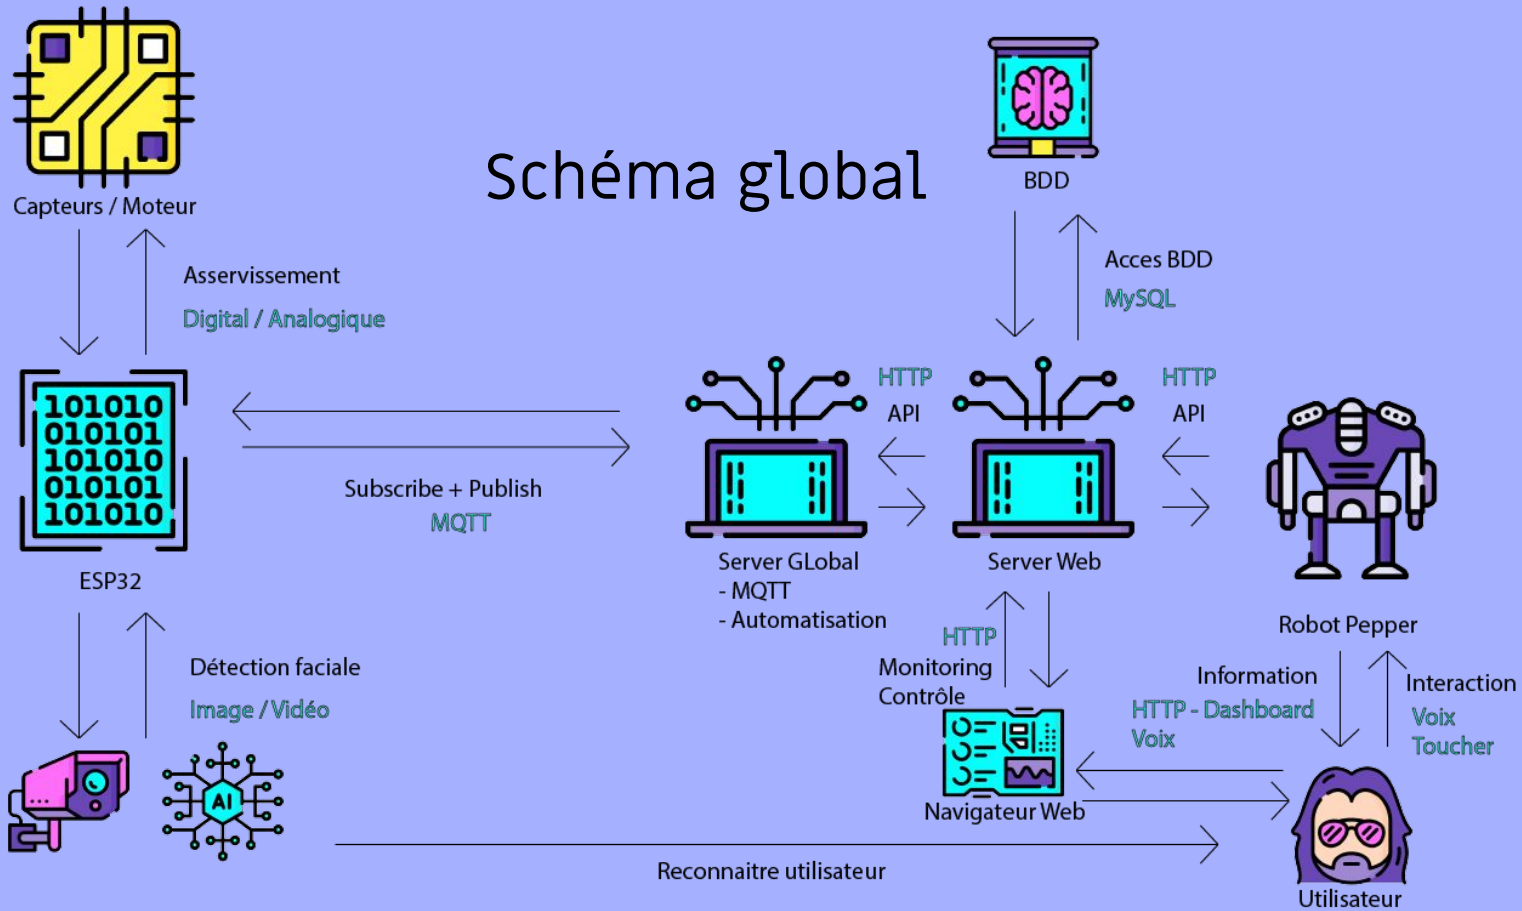 Schéma global
Capteurs / Moteur
Asservissement
Digital / Analogique
BDD
Acces BDD
MySQL
101010
010101
101010
010101
101010
ESP32
Subscribe + Publish
MQTT
HTTP
API
HTTP
API
Server GLobal
- MQTT
- Automatisation
Server Web
Robot Pepper
Détection faciale
Image / Vidéo
AI
HTTP
Monitoring
Contrôle
Navigateur Web
Information
HTTP - Dashboard
Voix
Interaction
Voix
Toucher
Reconnaitre utilisateur
Utilisateur